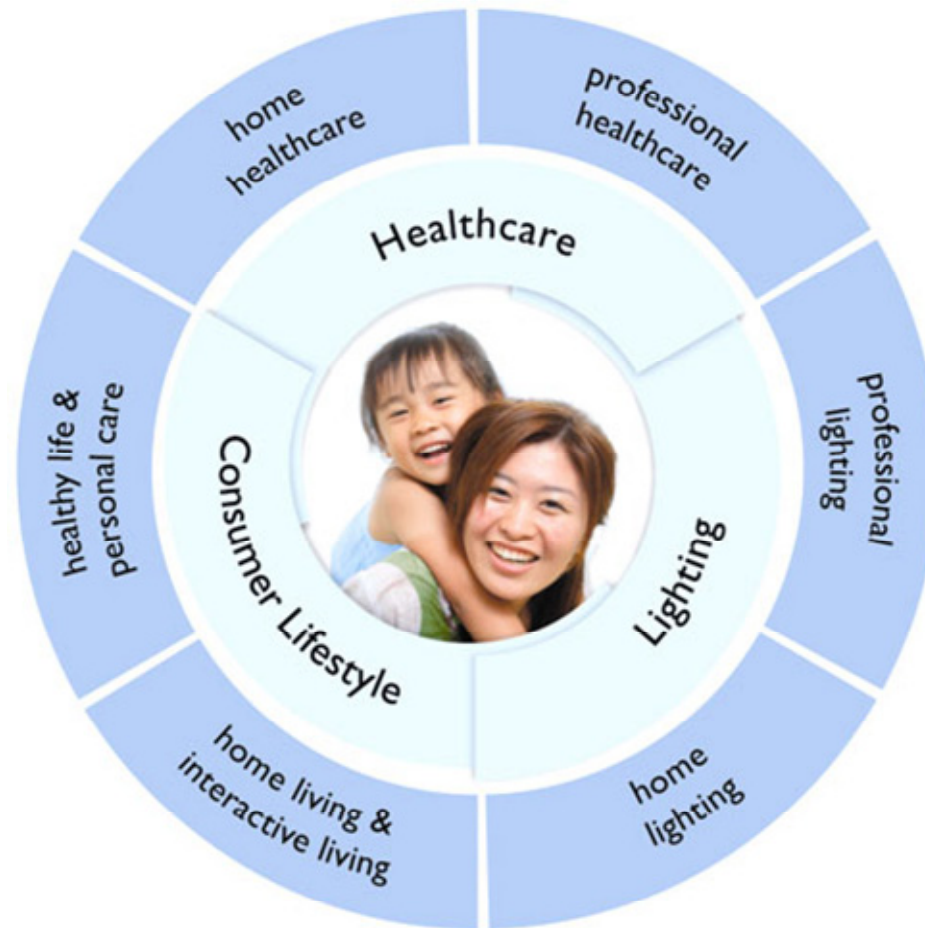 home
healthcare
professional
healthcare
Healthcare
healthy life &
personal care
Consumer Lifestyle
Lighting
professional
lighting
home living &
interactive living
home
lighting